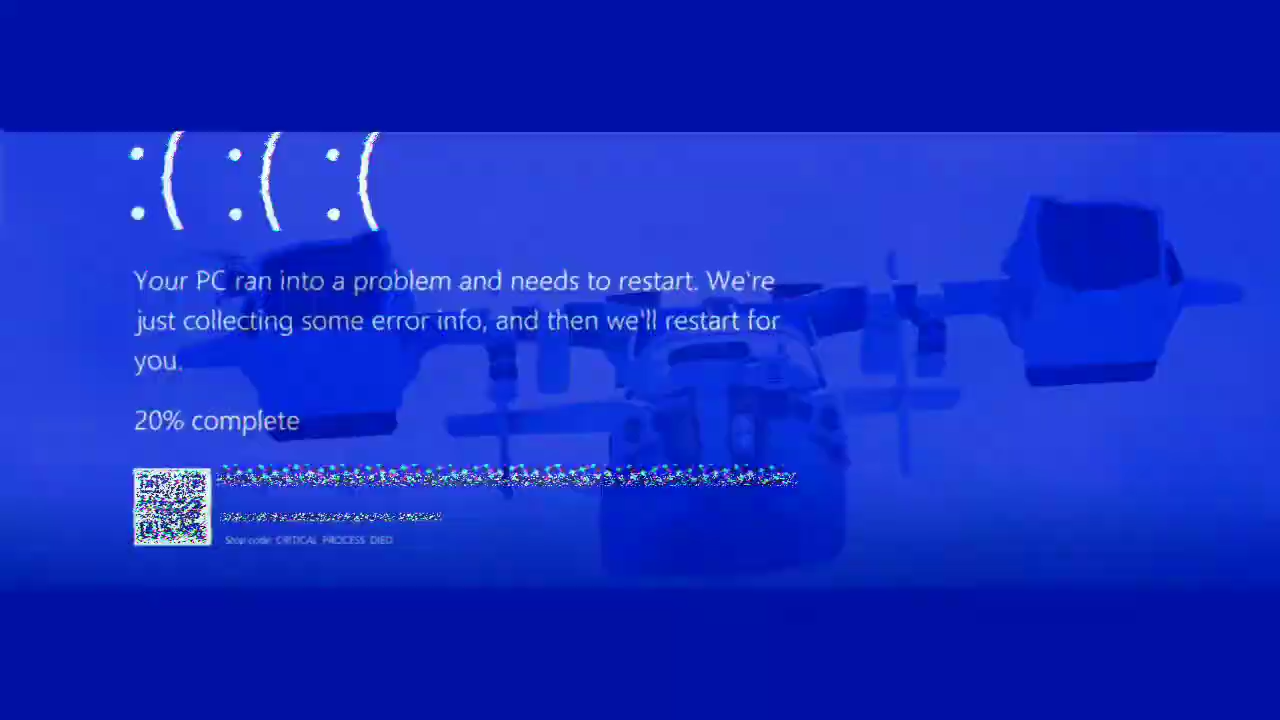 :( :( :(
Your PC ran into a problem and needs to restart. We're
just collecting some error info, and then we'll restart for
you.
20% complete
Stop code: CRITICAL PROCESS DIED